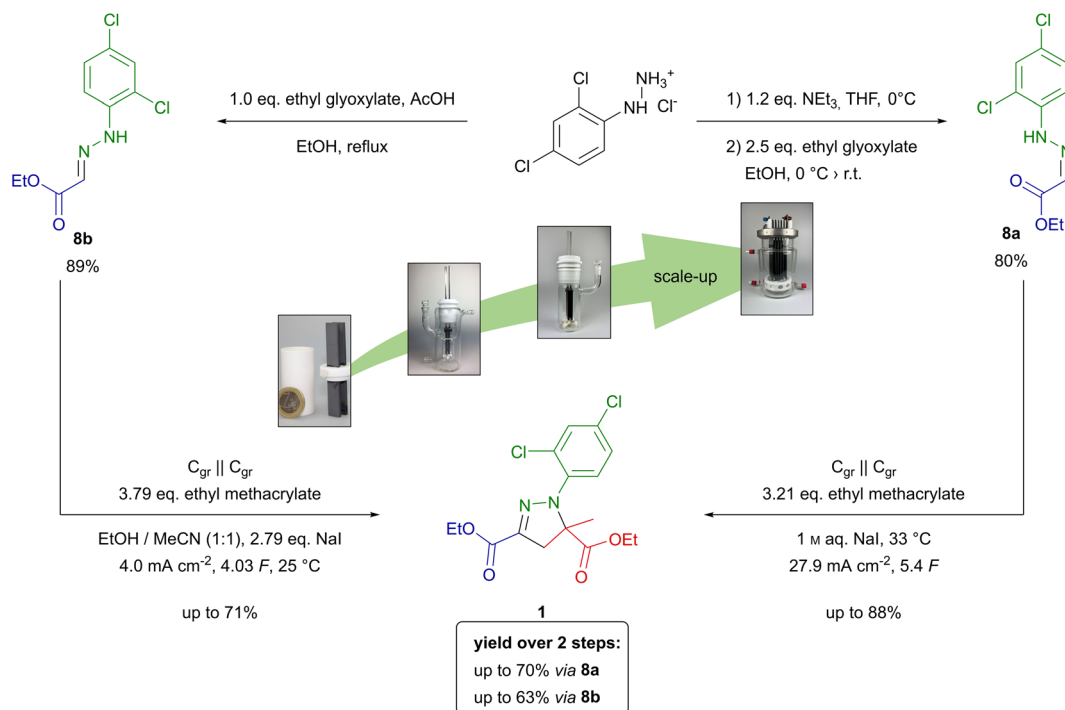 Cl
Cl
N
NH
EtO
O
8b
89%
1.0 eq. ethyl glyoxylate, AcOH
EtOH, reflux
Cl
NH₃⁺
NH
Cl⁻
Cl
1) 1.2 eq. NEt₃, THF, 0°C
2) 2.5 eq. ethyl glyoxylate
EtOH, 0 °C › r.t.
Cl
Cl
NH
N
O
OEt
8a
80%
scale-up
C_gr || C_gr
3.79 eq. ethyl methacrylate
EtOH / MeCN (1:1), 2.79 eq. NaI
4.0 mA cm⁻², 4.03 F, 25 °C
up to 71%
Cl
Cl
N
N
EtO
O
OEt
O
1
C_gr || C_gr
3.21 eq. ethyl methacrylate
1 ᴍ aq. NaI, 33 °C
27.9 mA cm⁻², 5.4 F
up to 88%
yield over 2 steps:
up to 70% via 8a
up to 63% via 8b